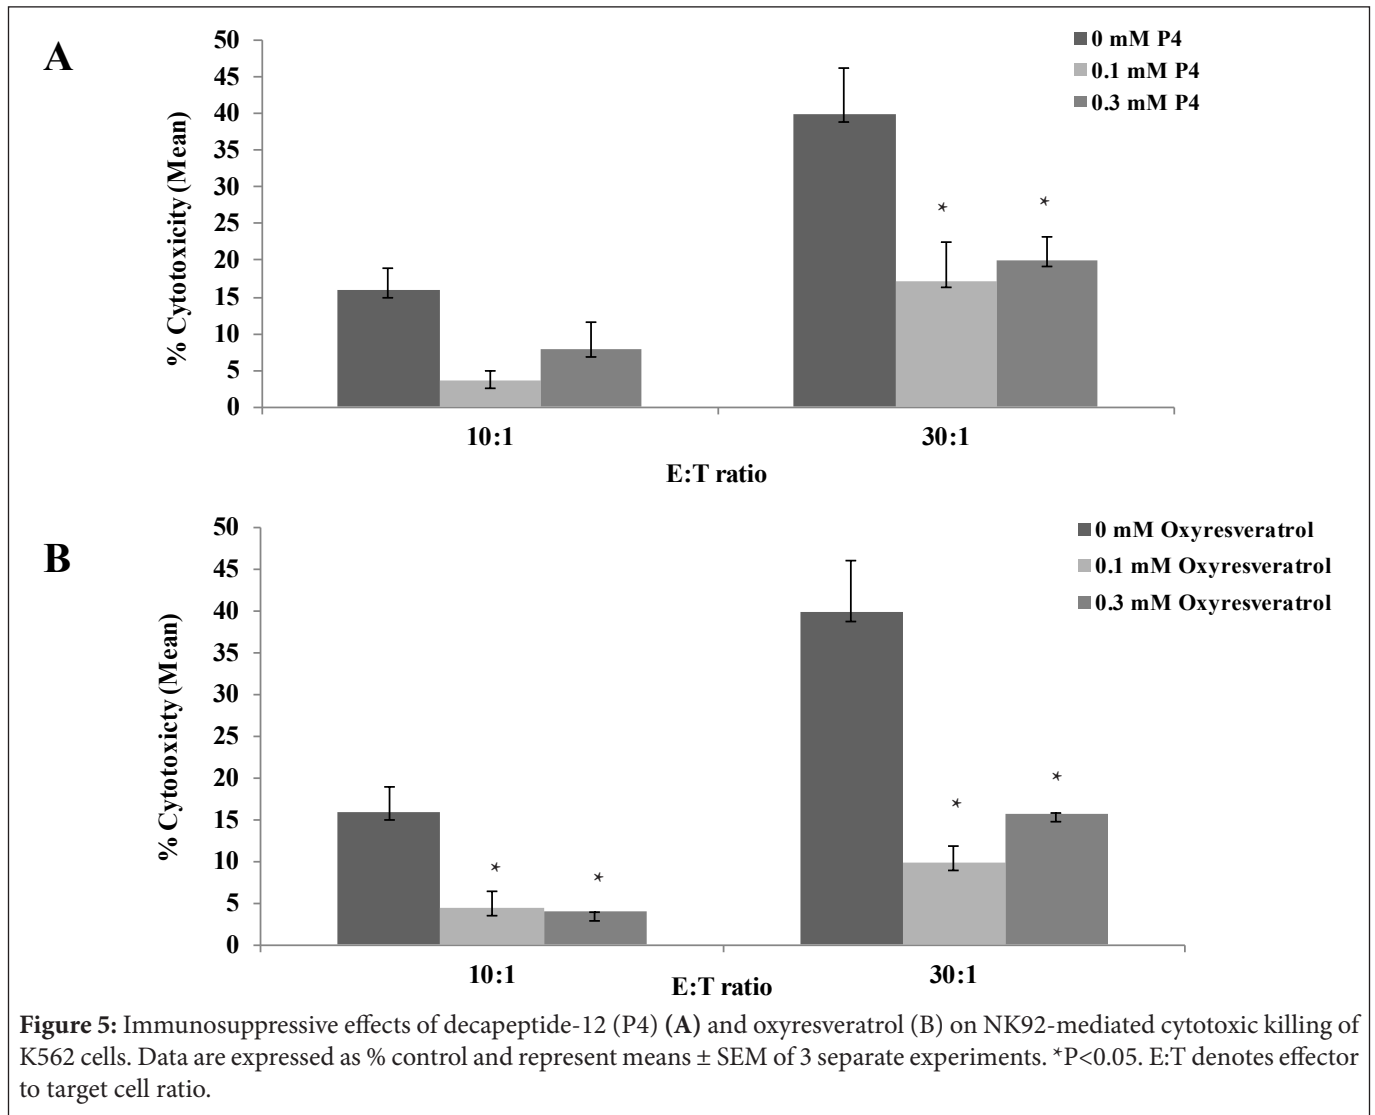 A
50
45
40
35
30
25
20
15
10
5
0
% Cytotoxicity (Mean)
0 mM P4
0.1 mM P4
0.3 mM P4
*
*
10:1
30:1
E:T ratio
B
50
45
40
35
30
25
20
15
10
5
0
% Cytotoxicty (Mean)
0 mM Oxyresveratrol
0.1 mM Oxyresveratrol
0.3 mM Oxyresveratrol
*
*
*
*
10:1
30:1
E:T ratio
Figure 5: Immunosuppressive effects of decapeptide-12 (P4) (A) and oxyresveratrol (B) on NK92-mediated cytotoxic killing of
K562 cells. Data are expressed as % control and represent means ± SEM of 3 separate experiments. *P<0.05. E:T denotes effector
to target cell ratio.